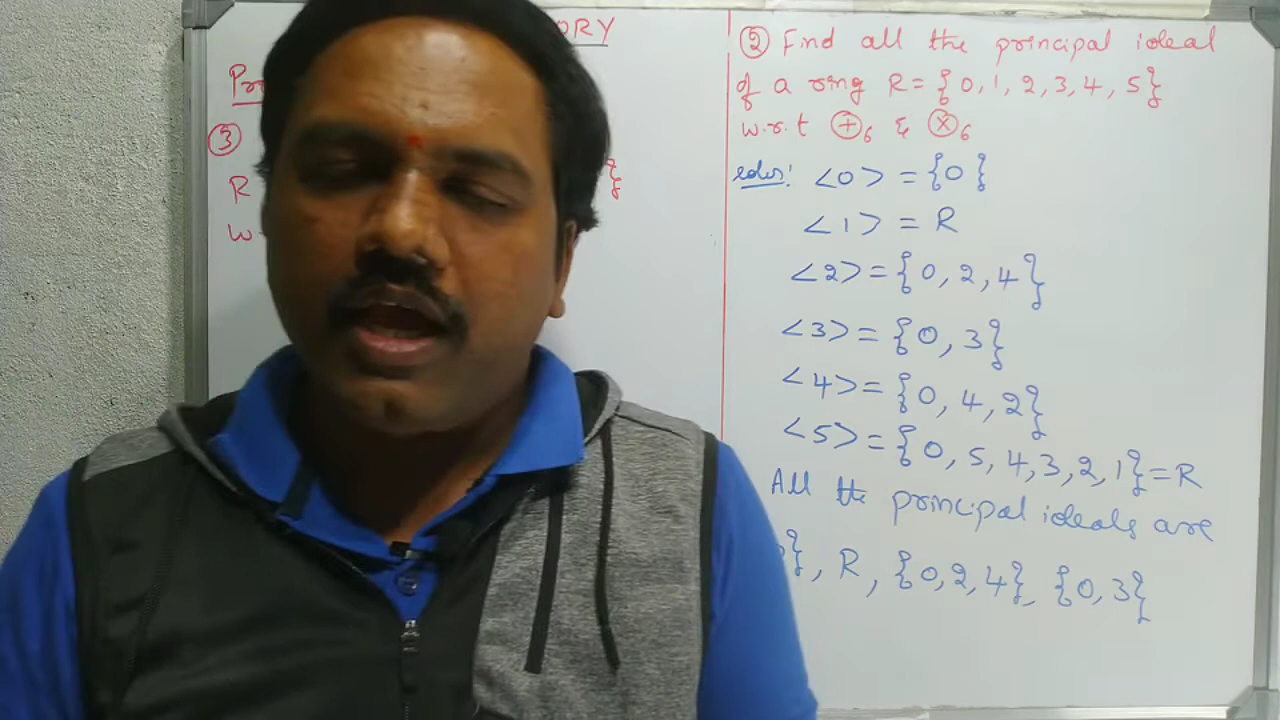 ORY
③
R }
W
② Find all the principal ideal
of a ring R = {0, 1, 2, 3, 4, 5}
w.r.t ⊕₆ & ⊗₆
soln: <0> = {0}
<1> = R
<2> = {0, 2, 4}
<3> = {0, 3}
<4> = {0, 4, 2}
<5> = {0, 5, 4, 3, 2, 1} = R
All the principal ideals are
}, R, {0, 2, 4}, {0, 3}